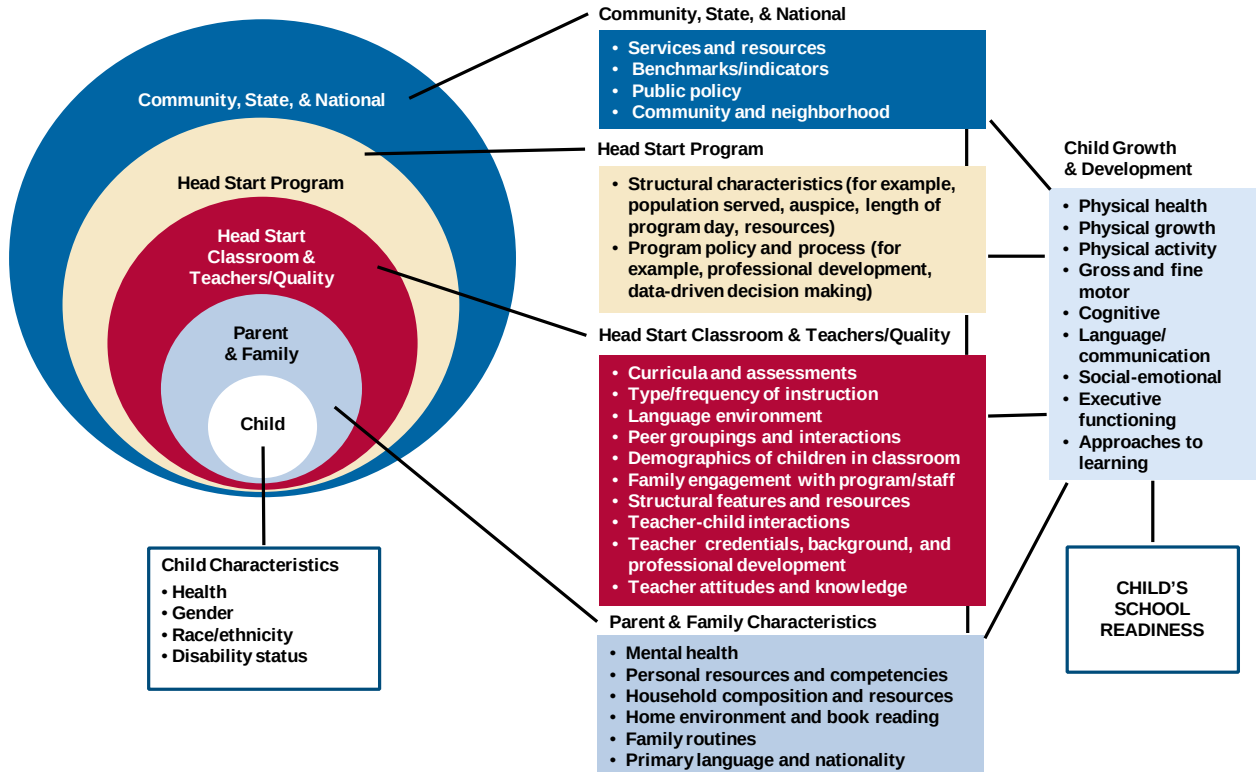 Community, State, & National
Head Start Program
Head Start
Classroom &
Teachers/Quality
Parent
& Family
Child
Child Characteristics
• Health
• Gender
• Race/ethnicity
• Disability status
Community, State, & National
• Services and resources
• Benchmarks/indicators
• Public policy
• Community and neighborhood
Head Start Program
• Structural characteristics (for example,
population served, auspice, length of
program day, resources)
• Program policy and process (for
example, professional development,
data-driven decision making)
Head Start Classroom & Teachers/Quality
• Curricula and assessments
• Type/frequency of instruction
• Language environment
• Peer groupings and interactions
• Demographics of children in classroom
• Family engagement with program/staff
• Structural features and resources
• Teacher-child interactions
• Teacher credentials, background, and
professional development
• Teacher attitudes and knowledge
Parent & Family Characteristics
• Mental health
• Personal resources and competencies
• Household composition and resources
• Home environment and book reading
• Family routines
• Primary language and nationality
Child Growth
& Development
• Physical health
• Physical growth
• Physical activity
• Gross and fine
motor
• Cognitive
• Language/
communication
• Social-emotional
• Executive
functioning
• Approaches to
learning
CHILD'S
SCHOOL
READINESS